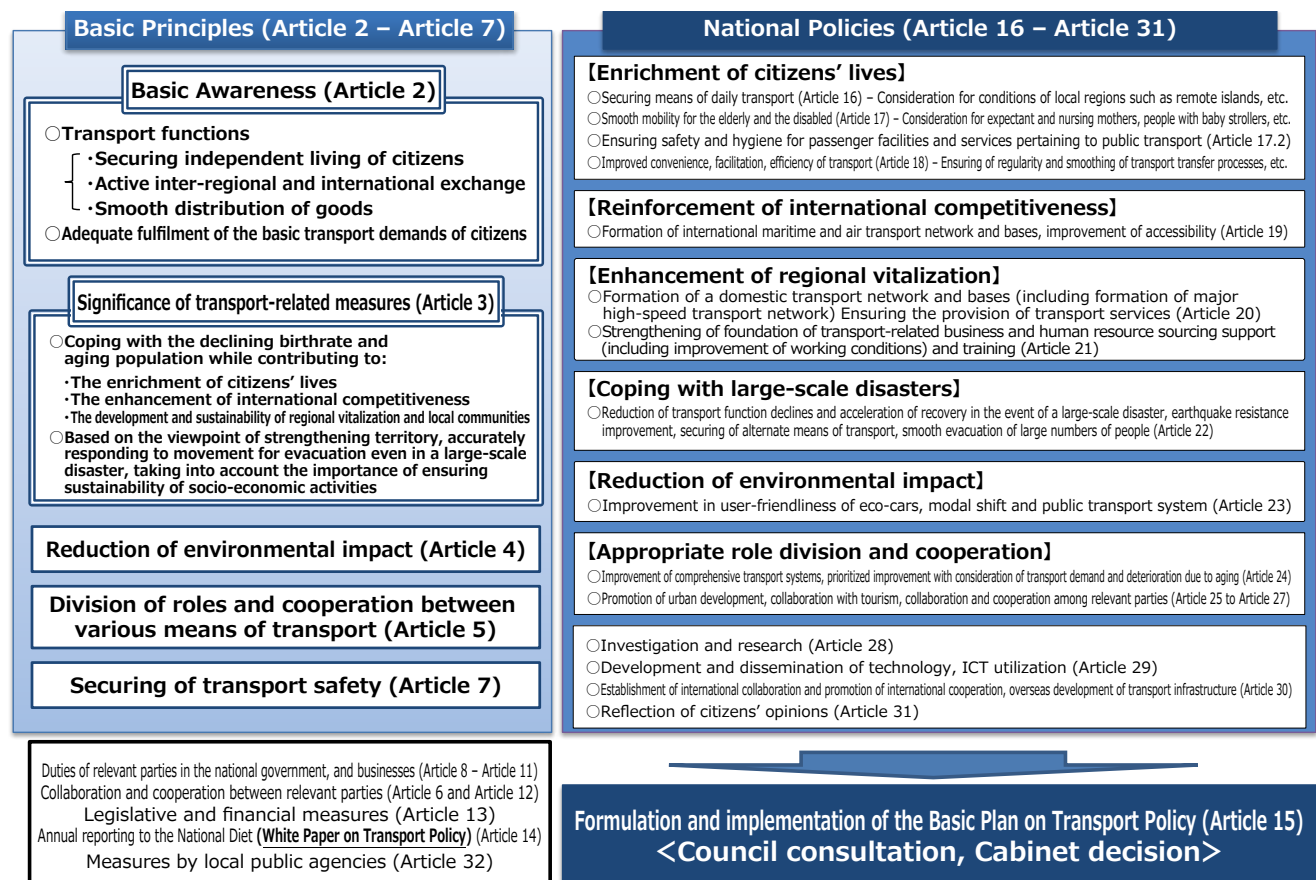 Basic Principles (Article 2 – Article 7)
Basic Awareness (Article 2)
○Transport functions
・Securing independent living of citizens
・Active inter-regional and international exchange
・Smooth distribution of goods
○Adequate fulfilment of the basic transport demands of citizens
Significance of transport-related measures (Article 3)
○Coping with the declining birthrate and
aging population while contributing to:
・The enrichment of citizens’ lives
・The enhancement of international competitiveness
・The development and sustainability of regional vitalization and local communities
○Based on the viewpoint of strengthening territory, accurately
responding to movement for evacuation even in a large-scale
disaster, taking into account the importance of ensuring
sustainability of socio-economic activities
Reduction of environmental impact (Article 4)
Division of roles and cooperation between
various means of transport (Article 5)
Securing of transport safety (Article 7)
Duties of relevant parties in the national government, and businesses (Article 8 – Article 11)
Collaboration and cooperation between relevant parties (Article 6 and Article 12)
Legislative and financial measures (Article 13)
Annual reporting to the National Diet (White Paper on Transport Policy) (Article 14)
Measures by local public agencies (Article 32)
National Policies (Article 16 – Article 31)
【Enrichment of citizens’ lives】
○Securing means of daily transport (Article 16) – Consideration for conditions of local regions such as remote islands, etc.
○Smooth mobility for the elderly and the disabled (Article 17) – Consideration for expectant and nursing mothers, people with baby strollers, etc.
○Ensuring safety and hygiene for passenger facilities and services pertaining to public transport (Article 17.2)
○Improved convenience, facilitation, efficiency of transport (Article 18) – Ensuring of regularity and smoothing of transport transfer processes, etc.
【Reinforcement of international competitiveness】
○Formation of international maritime and air transport network and bases, improvement of accessibility (Article 19)
【Enhancement of regional vitalization】
○Formation of a domestic transport network and bases (including formation of major
high-speed transport network) Ensuring the provision of transport services (Article 20)
○Strengthening of foundation of transport-related business and human resource sourcing support
(including improvement of working conditions) and training (Article 21)
【Coping with large-scale disasters】
○Reduction of transport function declines and acceleration of recovery in the event of a large-scale disaster, earthquake resistance
improvement, securing of alternate means of transport, smooth evacuation of large numbers of people (Article 22)
【Reduction of environmental impact】
○Improvement in user-friendliness of eco-cars, modal shift and public transport system (Article 23)
【Appropriate role division and cooperation】
○Improvement of comprehensive transport systems, prioritized improvement with consideration of transport demand and deterioration due to aging (Article 24)
○Promotion of urban development, collaboration with tourism, collaboration and cooperation among relevant parties (Article 25 to Article 27)
○Investigation and research (Article 28)
○Development and dissemination of technology, ICT utilization (Article 29)
○Establishment of international collaboration and promotion of international cooperation, overseas development of transport infrastructure (Article 30)
○Reflection of citizens’ opinions (Article 31)
Formulation and implementation of the Basic Plan on Transport Policy (Article 15)
＜Council consultation, Cabinet decision＞